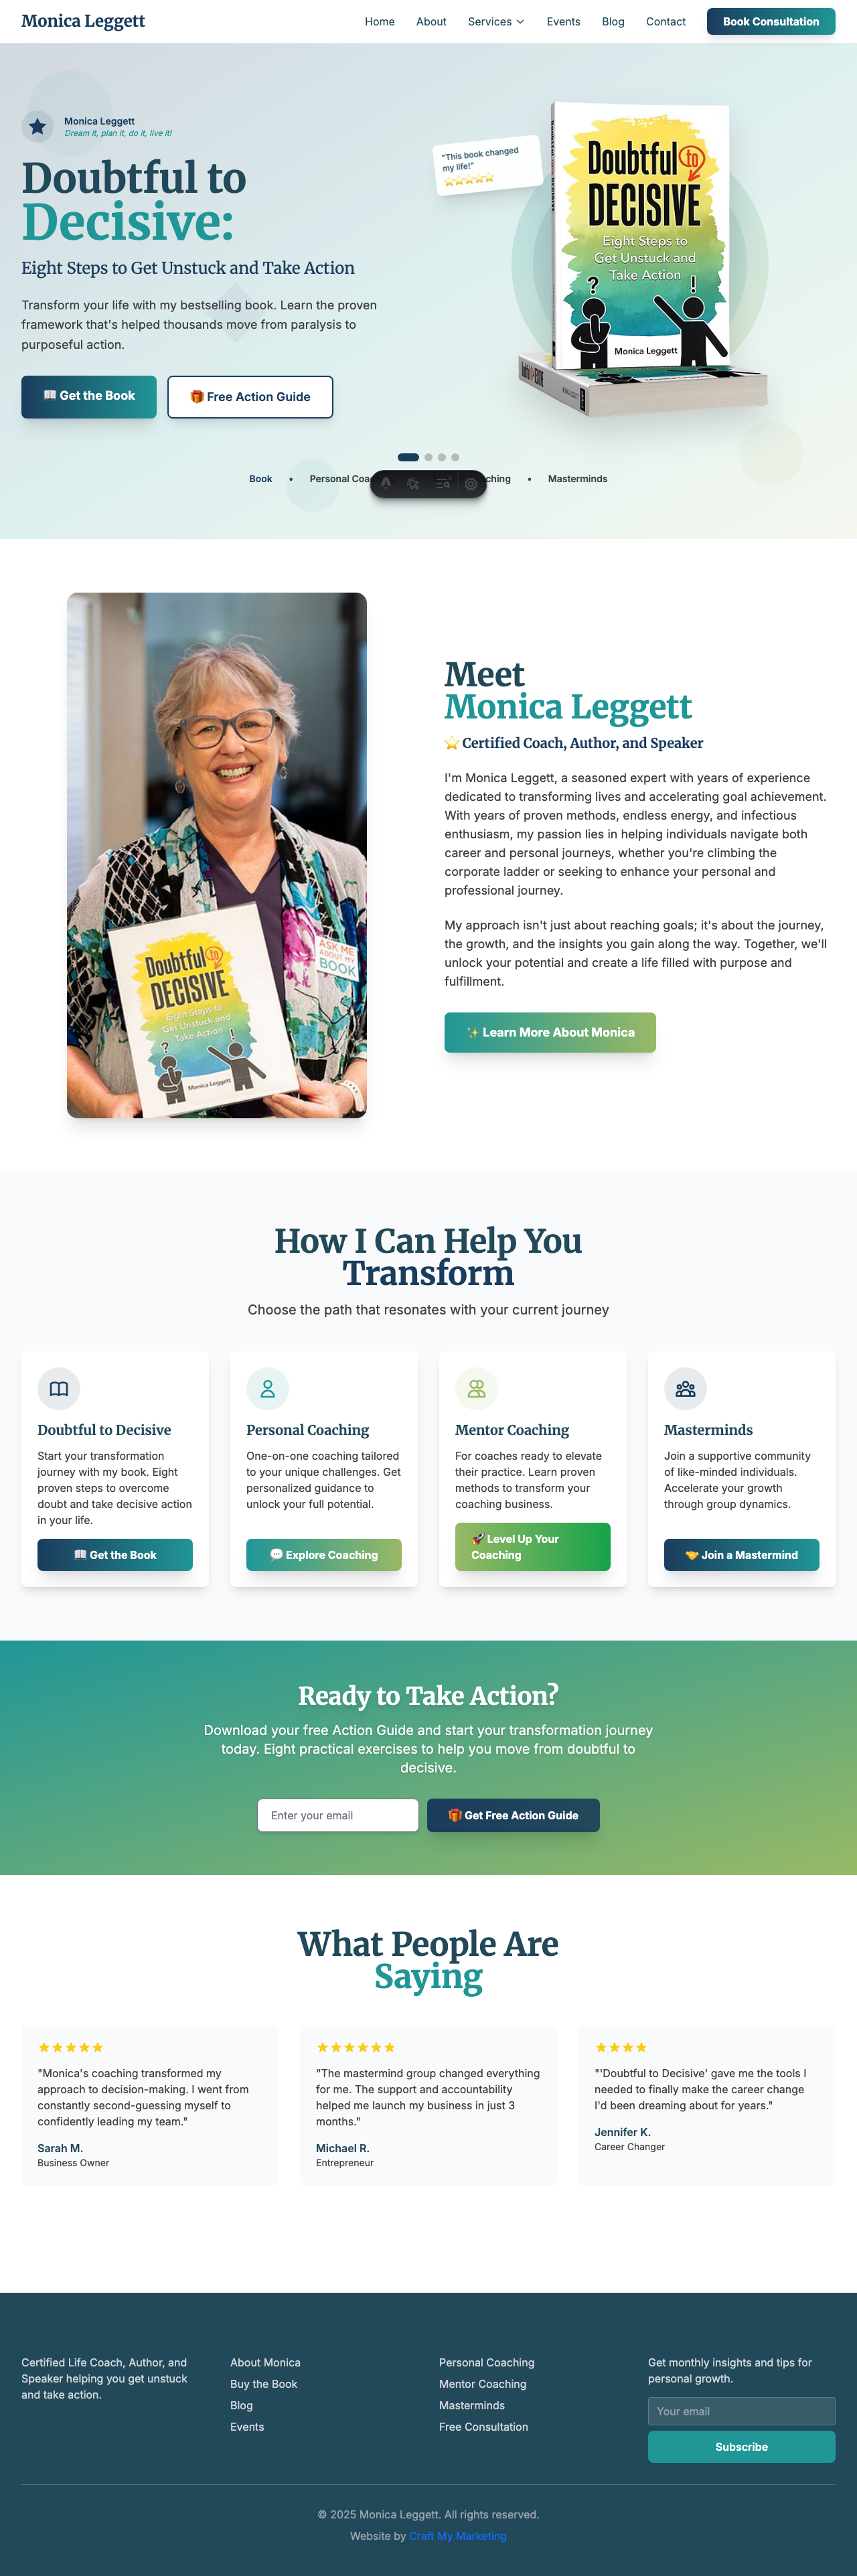 Monica Leggett
Home About Services Events Blog Contact Book Consultation
Monica Leggett
Dream it, plan it, do it, live it!
Doubtful to
Decisive:
Eight Steps to Get Unstuck and Take Action
Transform your life with my bestselling book. Learn the proven
framework that's helped thousands move from paralysis to
purposeful action.
📖 Get the Book
🎁 Free Action Guide
"This book changed
my life!"
Doubtful to
DECISIVE
Eight Steps to
Get Unstuck and
Take Action
? !
Monica Leggett
Book • Personal Coac ching • Masterminds
Doubtful to
DECISIVE
Eight Steps to
Get Unstuck and
Take Action
Monica Leggett
ASK ME
ABOUT MY
BOOK
Meet
Monica Leggett
⭐ Certified Coach, Author, and Speaker
I'm Monica Leggett, a seasoned expert with years of experience
dedicated to transforming lives and accelerating goal achievement.
With years of proven methods, endless energy, and infectious
enthusiasm, my passion lies in helping individuals navigate both
career and personal journeys, whether you're climbing the
corporate ladder or seeking to enhance your personal and
professional journey.
My approach isn't just about reaching goals; it's about the journey,
the growth, and the insights you gain along the way. Together, we'll
unlock your potential and create a life filled with purpose and
fulfillment.
✨ Learn More About Monica
How I Can Help You
Transform
Choose the path that resonates with your current journey
Doubtful to Decisive
Start your transformation
journey with my book. Eight
proven steps to overcome
doubt and take decisive action
in your life.
📖 Get the Book
Personal Coaching
One-on-one coaching tailored
to your unique challenges. Get
personalized guidance to
unlock your full potential.
💬 Explore Coaching
Mentor Coaching
For coaches ready to elevate
their practice. Learn proven
methods to transform your
coaching business.
🚀 Level Up Your
Coaching
Masterminds
Join a supportive community
of like-minded individuals.
Accelerate your growth
through group dynamics.
🤝 Join a Mastermind
Ready to Take Action?
Download your free Action Guide and start your transformation journey
today. Eight practical exercises to help you move from doubtful to
decisive.
Enter your email
🎁 Get Free Action Guide
What People Are
Saying
"Monica's coaching transformed my
approach to decision-making. I went from
constantly second-guessing myself to
confidently leading my team."
Sarah M.
Business Owner
"The mastermind group changed everything
for me. The support and accountability
helped me launch my business in just 3
months."
Michael R.
Entrepreneur
"'Doubtful to Decisive' gave me the tools I
needed to finally make the career change
I'd been dreaming about for years."
Jennifer K.
Career Changer
Certified Life Coach, Author, and
Speaker helping you get unstuck
and take action.
About Monica
Buy the Book
Blog
Events
Personal Coaching
Mentor Coaching
Masterminds
Free Consultation
Get monthly insights and tips for
personal growth.
Your email
Subscribe
© 2025 Monica Leggett. All rights reserved.
Website by Craft My Marketing